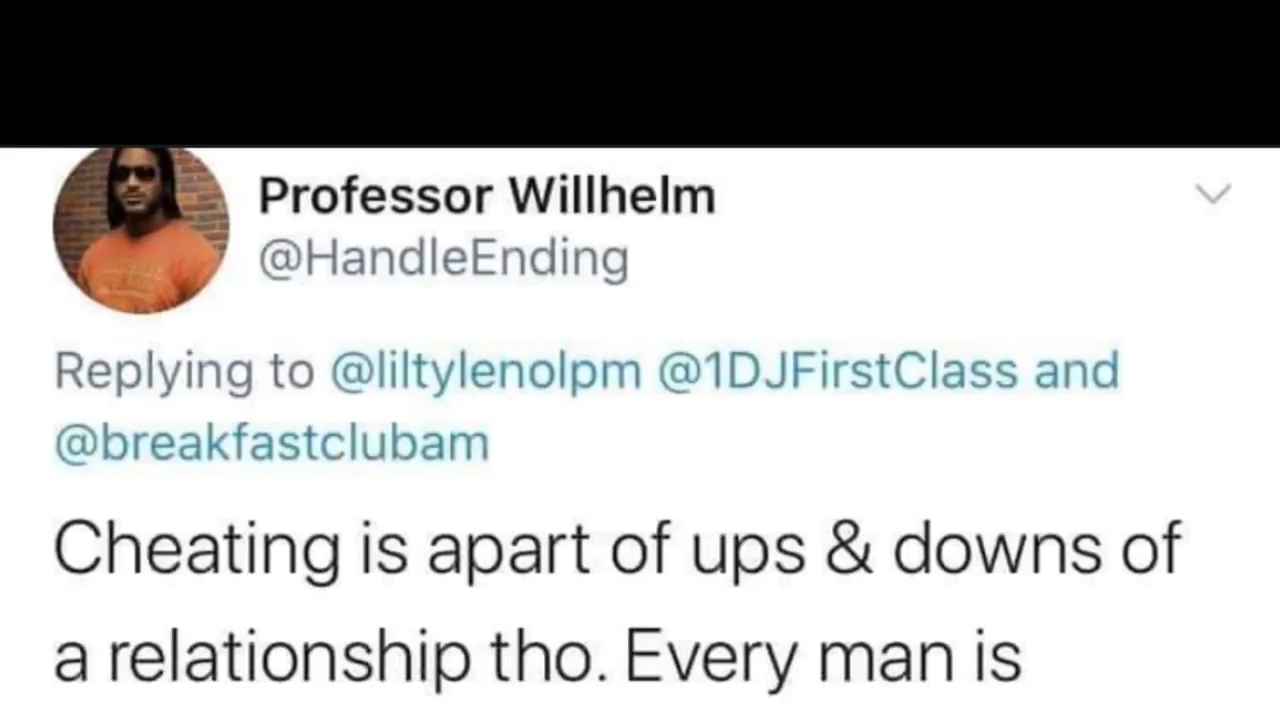 Professor Willhelm
@HandleEnding
Replying to @liltylenolpm @1DJFirstClass and
@breakfastclubam
Cheating is apart of ups & downs of
a relationship tho. Every man is